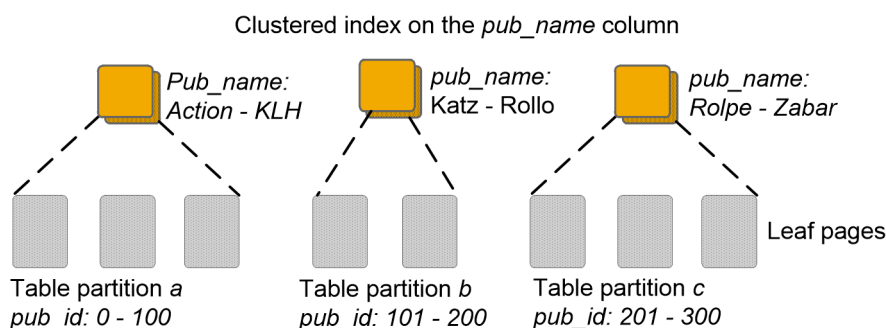 Clustered index on the pub_name column
Pub_name:
Action - KLH
pub_name:
Katz - Rollo
pub_name:
Rolpe - Zabar
Leaf pages
Table partition a
pub_id: 0 - 100
Table partition b
pub_id: 101 - 200
Table partition c
pub_id: 201 - 300